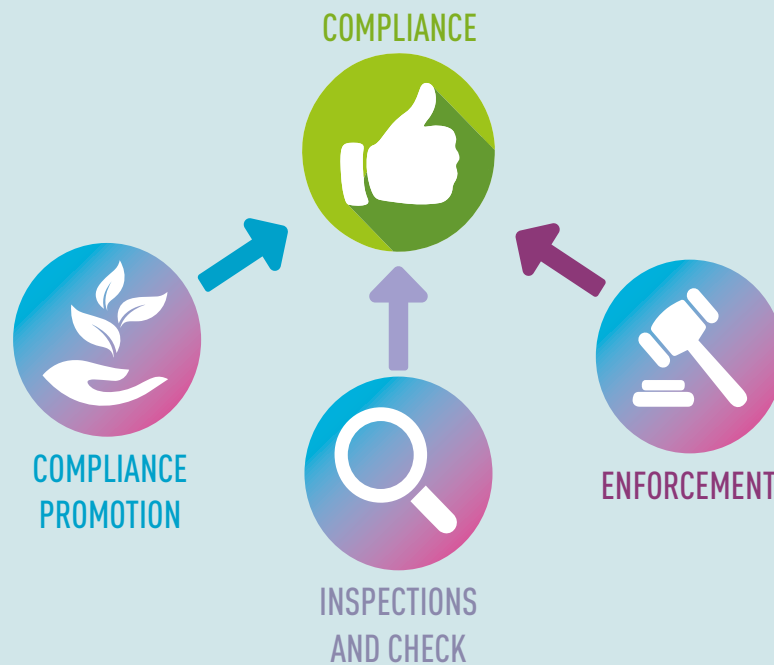 COMPLIANCE
COMPLIANCE
PROMOTION
ENFORCEMENT
INSPECTIONS
AND CHECK